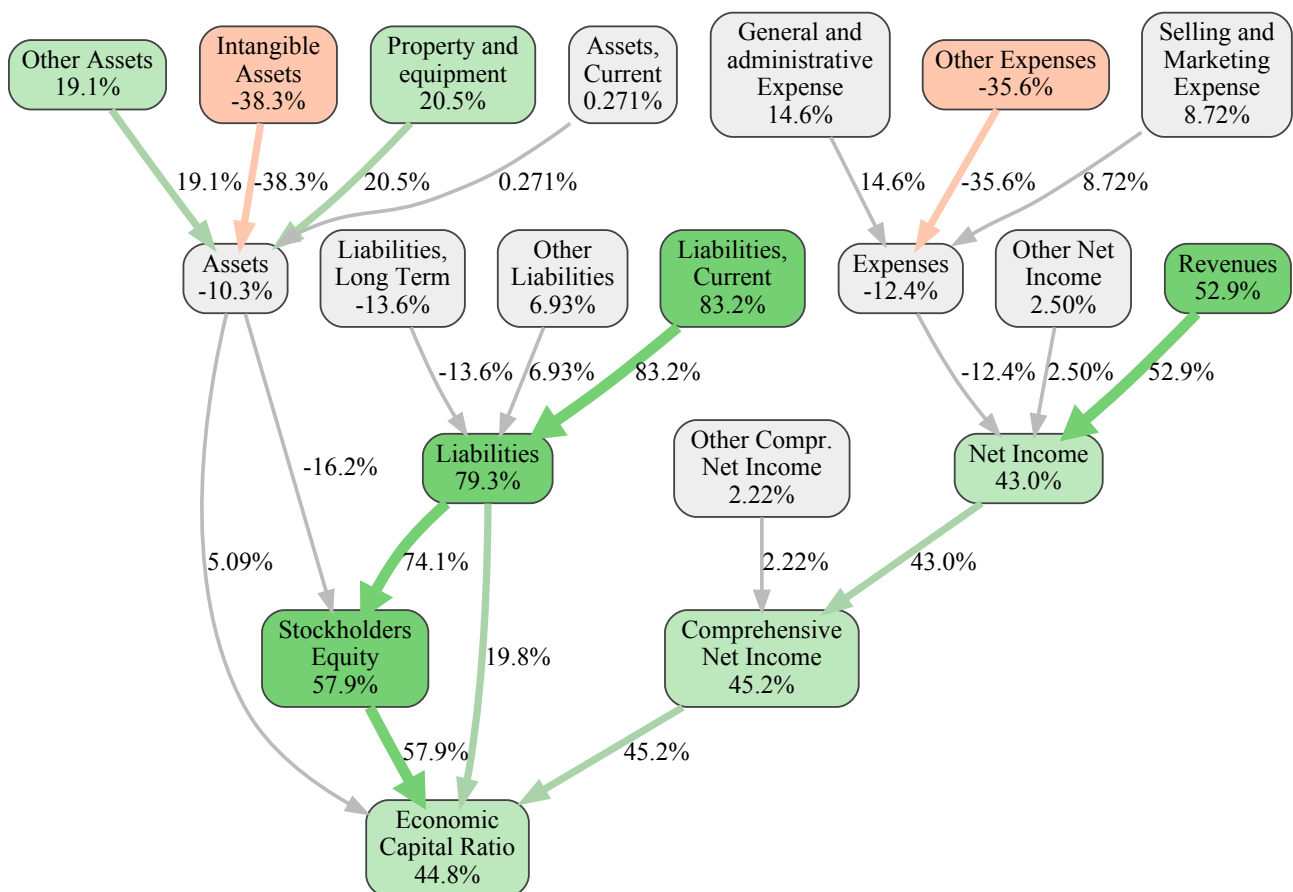 Other Assets
19.1%
Intangible
Assets
-38.3%
Property and
equipment
20.5%
Assets,
Current
0.271%
General and
administrative
Expense
14.6%
Other Expenses
-35.6%
Selling and
Marketing
Expense
8.72%
19.1%
-38.3%
20.5%
0.271%
14.6%
-35.6%
8.72%
Assets
-10.3%
Liabilities,
Long Term
-13.6%
Other
Liabilities
6.93%
Liabilities,
Current
83.2%
Expenses
-12.4%
Other Net
Income
2.50%
Revenues
52.9%
-13.6%
6.93%
83.2%
-12.4%
2.50%
52.9%
-16.2%
Liabilities
79.3%
Other Compr.
Net Income
2.22%
Net Income
43.0%
5.09%
74.1%
2.22%
43.0%
Stockholders
Equity
57.9%
19.8%
Comprehensive
Net Income
45.2%
57.9%
45.2%
Economic
Capital Ratio
44.8%